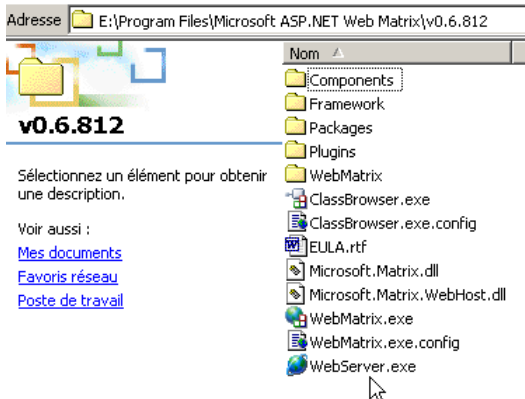 Adresse E:\Program Files\Microsoft ASP.NET Web Matrix\v0.6.812
v0.6.812
Sélectionnez un élément pour obtenir
une description.
Voir aussi :
Mes documents
Favoris réseau
Poste de travail
Nom
Components
Framework
Packages
Plugins
WebMatrix
ClassBrowser.exe
ClassBrowser.exe.config
EULA.rtf
Microsoft.Matrix.dll
Microsoft.Matrix.WebHost.dll
WebMatrix.exe
WebMatrix.exe.config
WebServer.exe